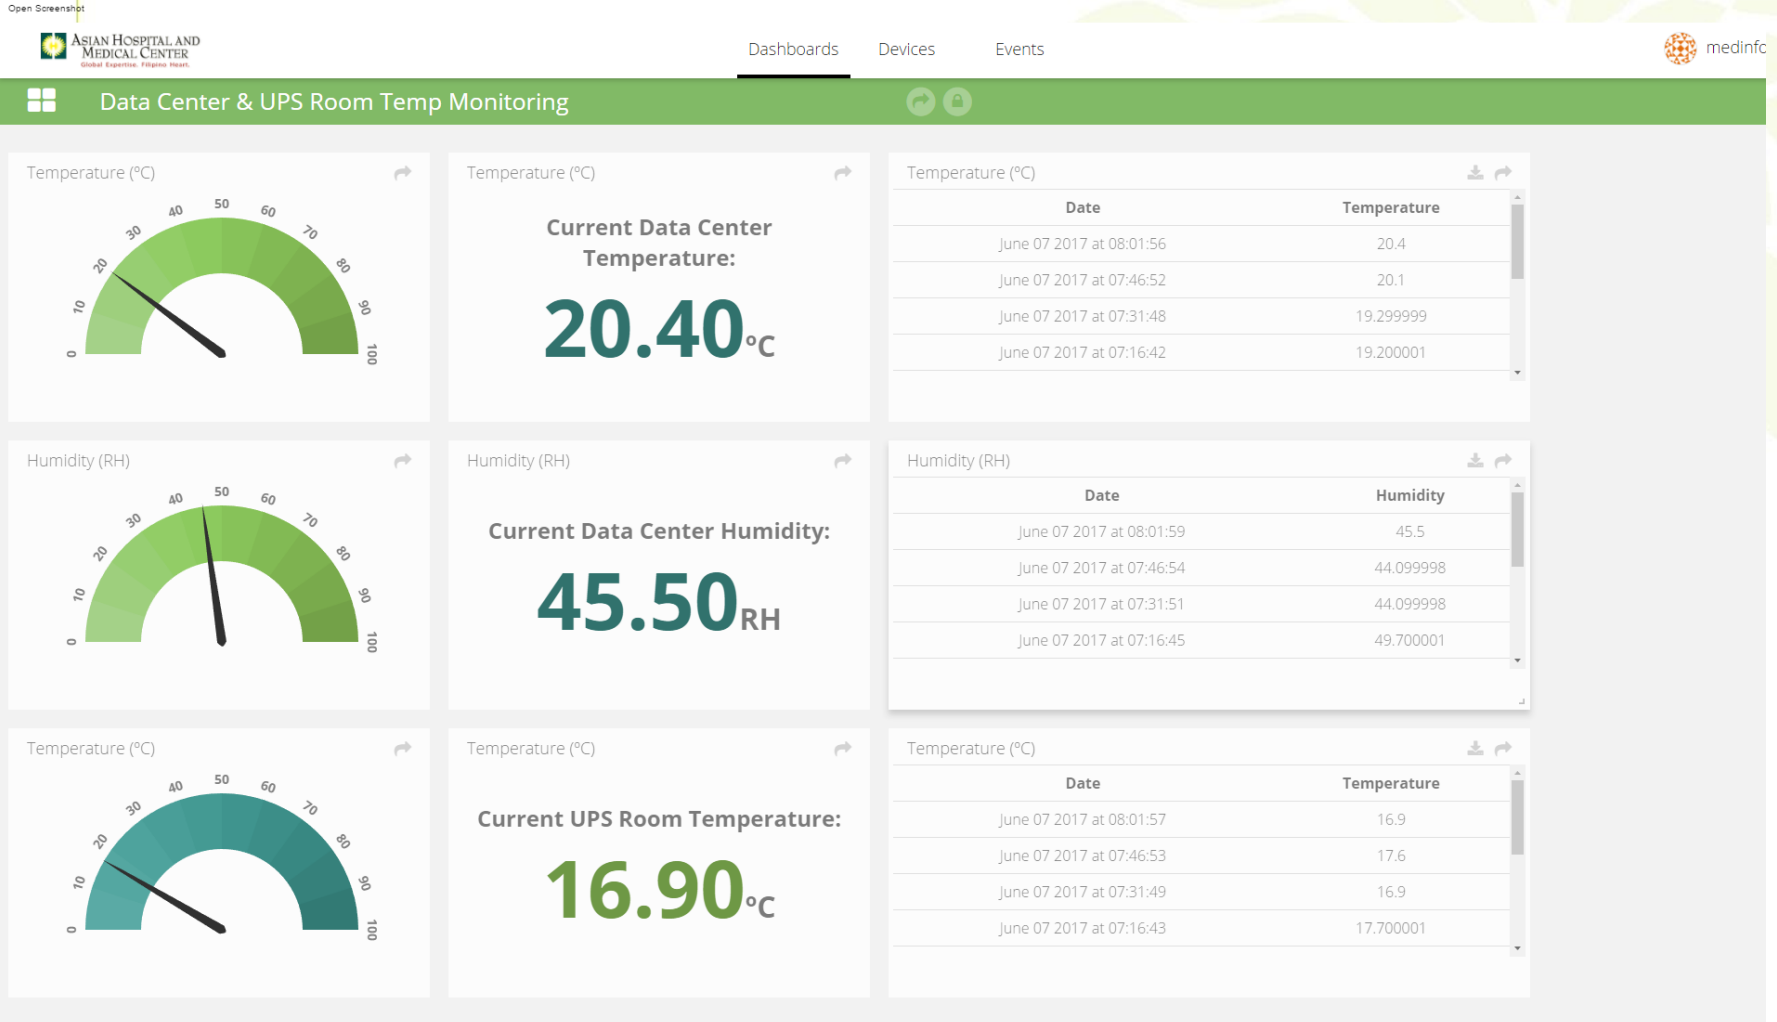 Open Screenshot
ASIAN HOSPITAL AND
MEDICAL CENTER
Global Expertise. Filipino Heart.
Dashboards Devices Events
medinfo
Data Center & UPS Room Temp Monitoring
Temperature (ºC)
0 10 20 30 40 50 60 70 80 90 100
Temperature (ºC)
Current Data Center
Temperature:
20.40ºC
Temperature (ºC)
Date Temperature
June 07 2017 at 08:01:56 20.4
June 07 2017 at 07:46:52 20.1
June 07 2017 at 07:31:48 19.299999
June 07 2017 at 07:16:42 19.200001
Humidity (RH)
0 10 20 30 40 50 60 70 80 90 100
Humidity (RH)
Current Data Center Humidity:
45.50RH
Humidity (RH)
Date Humidity
June 07 2017 at 08:01:59 45.5
June 07 2017 at 07:46:54 44.099998
June 07 2017 at 07:31:51 44.099998
June 07 2017 at 07:16:45 49.700001
Temperature (ºC)
0 10 20 30 40 50 60 70 80 90 100
Temperature (ºC)
Current UPS Room Temperature:
16.90ºC
Temperature (ºC)
Date Temperature
June 07 2017 at 08:01:57 16.9
June 07 2017 at 07:46:53 17.6
June 07 2017 at 07:31:49 16.9
June 07 2017 at 07:16:43 17.700001